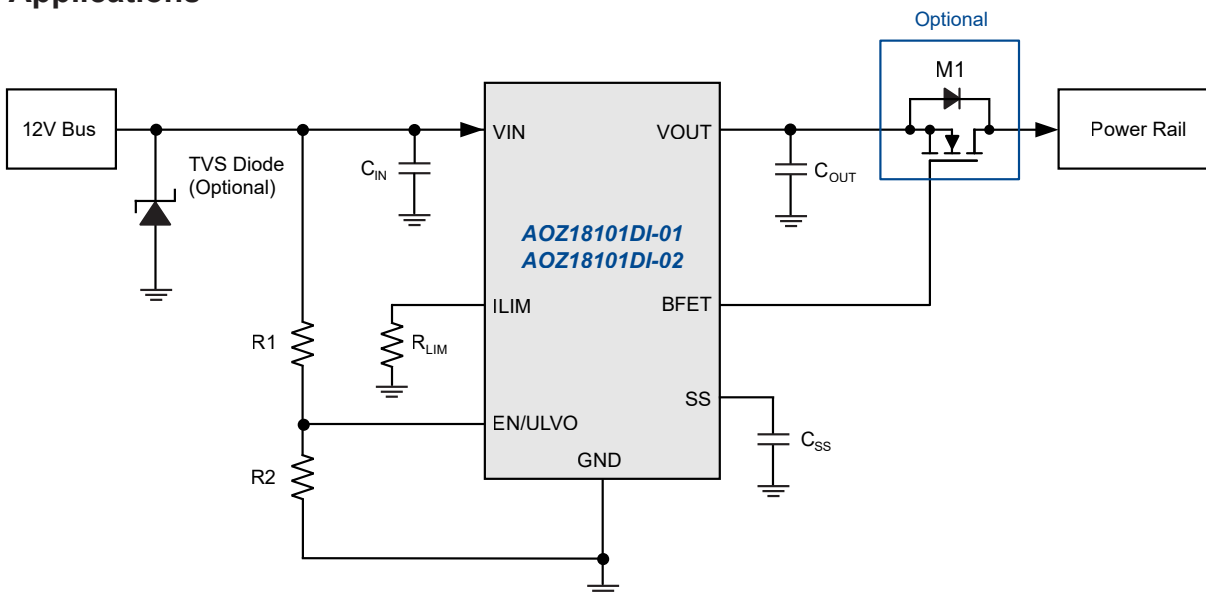 Applications
Optional
M1
12V Bus
VIN
VOUT
Power Rail
TVS Diode
(Optional)
CIN
COUT
AOZ18101DI-01
AOZ18101DI-02
ILIM
BFET
R1
RLIM
SS
EN/ULVO
CSS
GND
R2